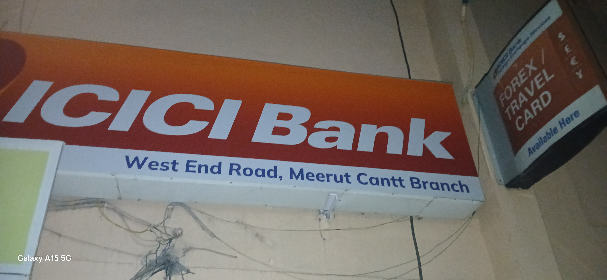 ICICI Bank
West End Road, Meerut Cantt Branch
FOREX /
TRAVEL
CARD
Available Here
Galaxy A15 5G